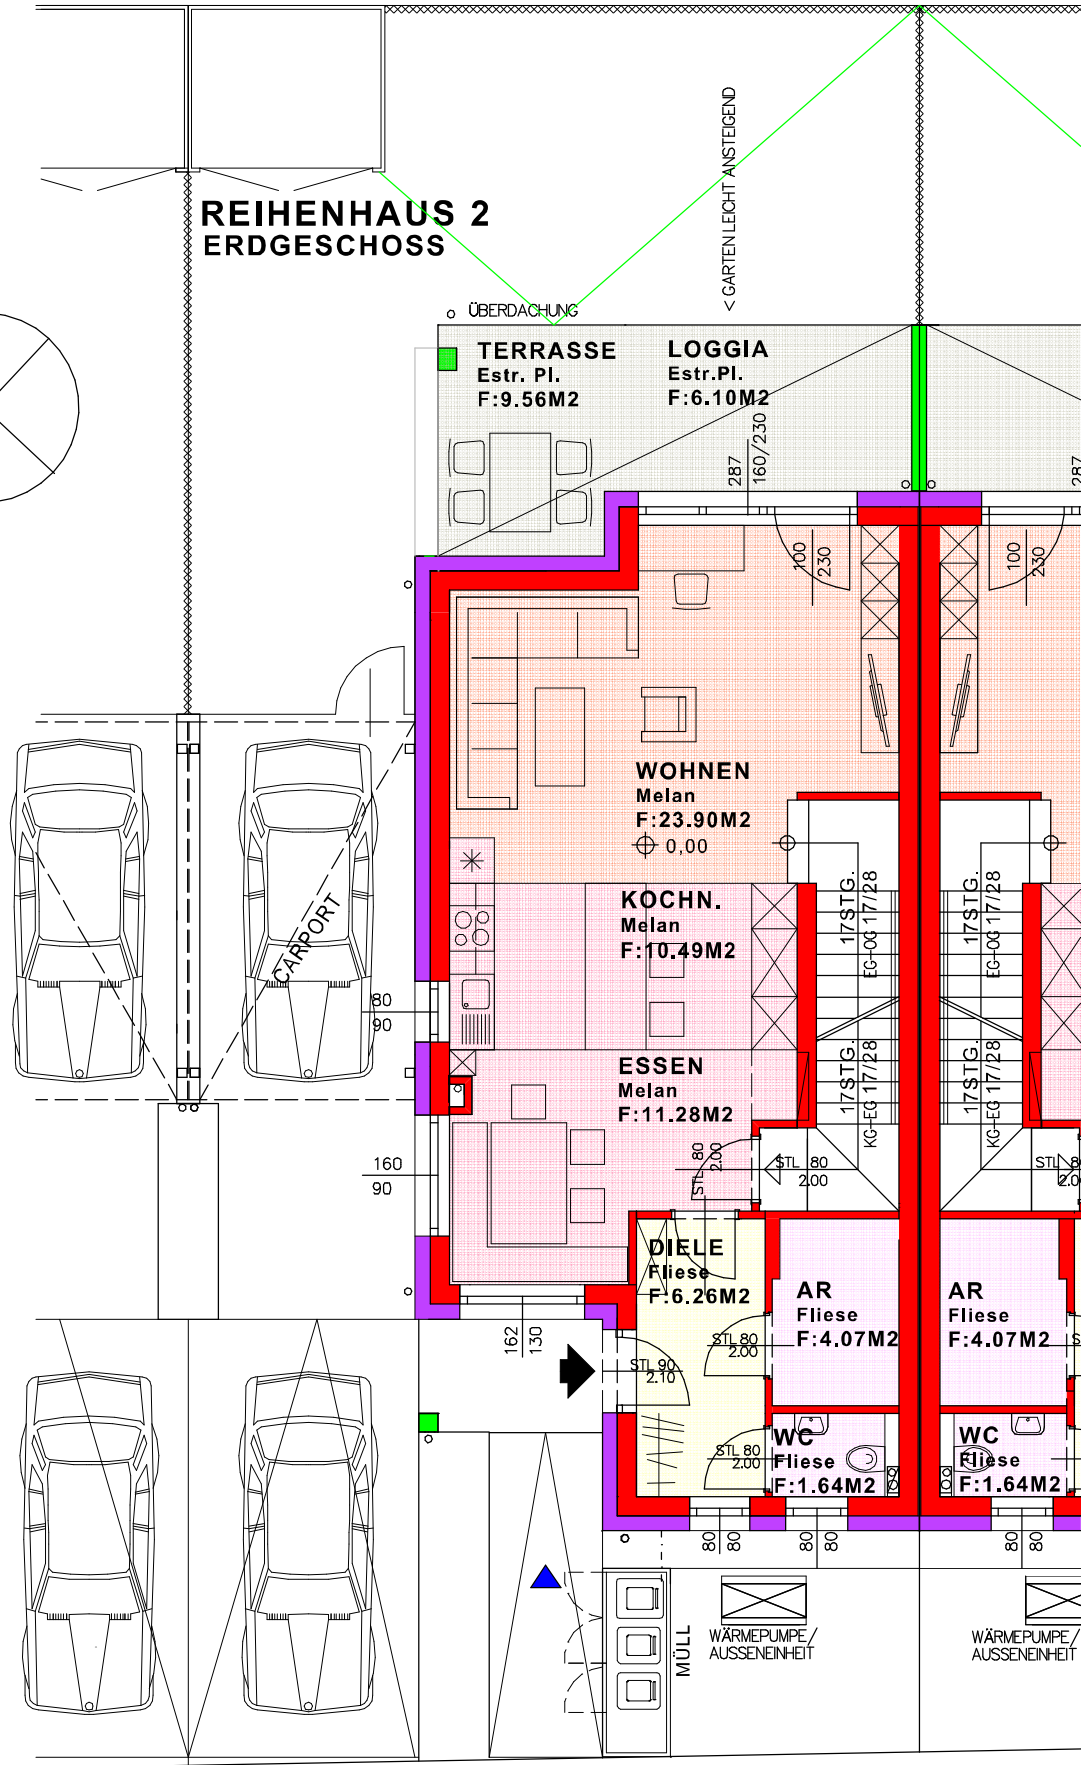 < GARTEN LEICHT ANSTEIGEND
REIHENHAUS 2
ERDGESCHOSS
ÜBERDACHUNG
TERRASSE
Estr. Pl.
F:9.56M2
LOGGIA
Estr.Pl.
F:6.10M2
287
160/230
287
100
230
100
230
WOHNEN
Melan
F:23.90M2
0,00
CARPORT
KOCHN.
Melan
F:10.49M2
17STG.
EG-OG 17/28
17STG.
EG-OG 17/28
80
90
ESSEN
Melan
F:11.28M2
17STG.
KG-EG 17/28
17STG.
KG-EG 17/28
160
90
STL 80
2.00
STL 80
2.00
STL 80
2.00
DIELE
Fliese
F:6.26M2
AR
Fliese
F:4.07M2
AR
Fliese
F:4.07M2
162
130
STL 90
2.10
STL 80
2.00
S
WC
Fliese
F:1.64M2
STL 80
2.00
WC
Fliese
F:1.64M2
80
80
80
80
80
80
MÜLL
WÄRMEPUMPE/
AUSSENEINHEIT
WÄRMEPUMPE/
AUSSENEINHEIT